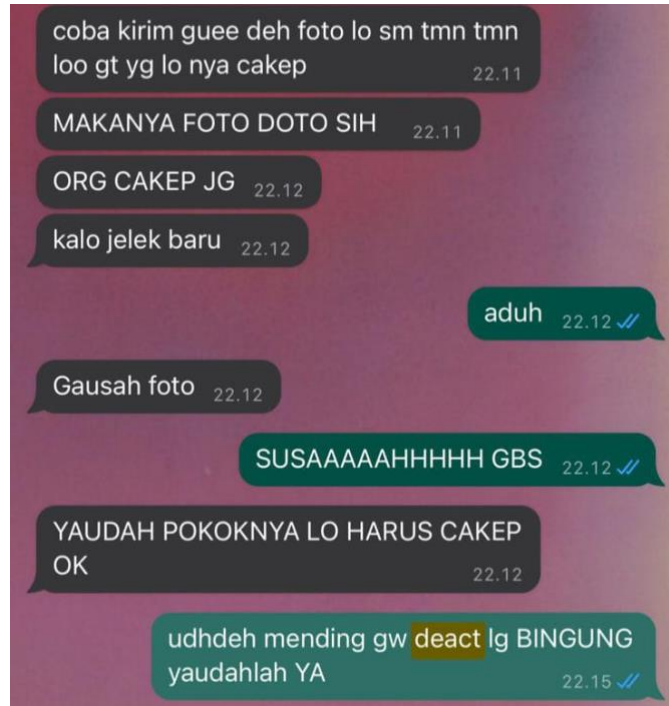 coba kirim guee deh foto lo sm tmn tmn
loo gt yg lo nya cakep
22.11
MAKANYA FOTO DOTO SIH 22.11
ORG CAKEP JG 22.12
kalo jelek baru 22.12
aduh 22.12
Gausah foto 22.12
SUSAAAAAHHHHH GBS 22.12
YAUDAH POKOKNYA LO HARUS CAKEP
OK
22.12
udhdeh mending gw deact lg BINGUNG
yaudahlah YA
22.15